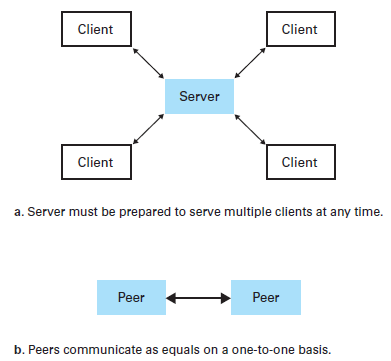 Client
Client
Server
Client
Client
a. Server must be prepared to serve multiple clients at any time.
Peer
Peer
b. Peers communicate as equals on a one-to-one basis.